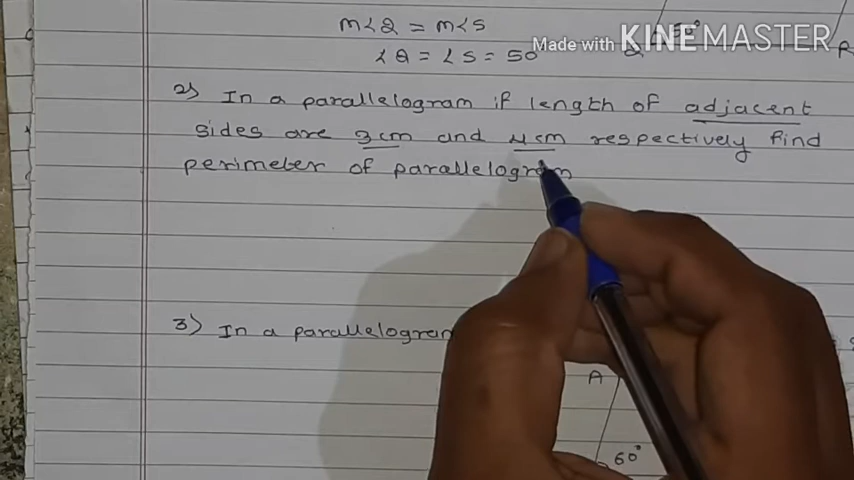 m∠Q = m∠S
∠Q = ∠S = 50
Made with KINEMASTER
2) In a parallelogram if length of adjacent
sides are 3cm and 4cm respectively find
perimeter of parallelogram
3) In a parallelogram
A
60°